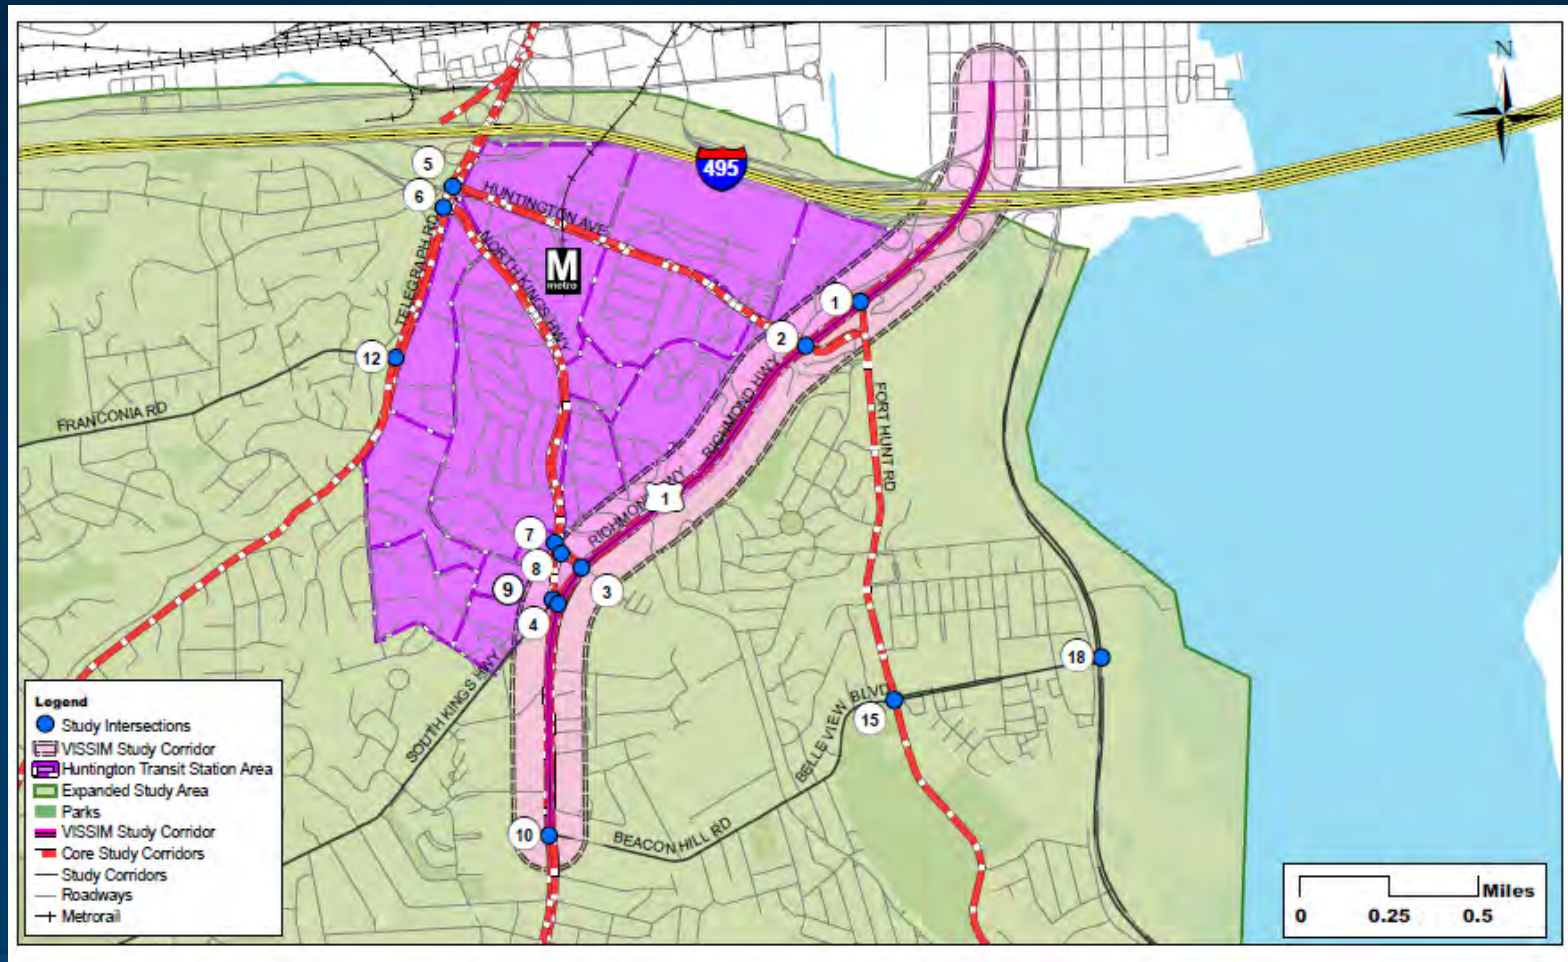 N
495
5
6
HUNTINGTON AVE
NORTH KINGS HWY
M
metro
TELEGRAPH RD
1
2
12
FRANCONIA RD
RICHMOND HWY
FORT HUNT RD
1
RICHMOND HWY
7
8
9
3
4
18
SOUTH KINGS HWY
BELLE VIEW BLVD
15
10
BEACON HILL RD
Legend
Study Intersections
VISSIM Study Corridor
Huntington Transit Station Area
Expanded Study Area
Parks
VISSIM Study Corridor
Core Study Corridors
Study Corridors
Roadways
Metrorail
Miles
0 0.25 0.5